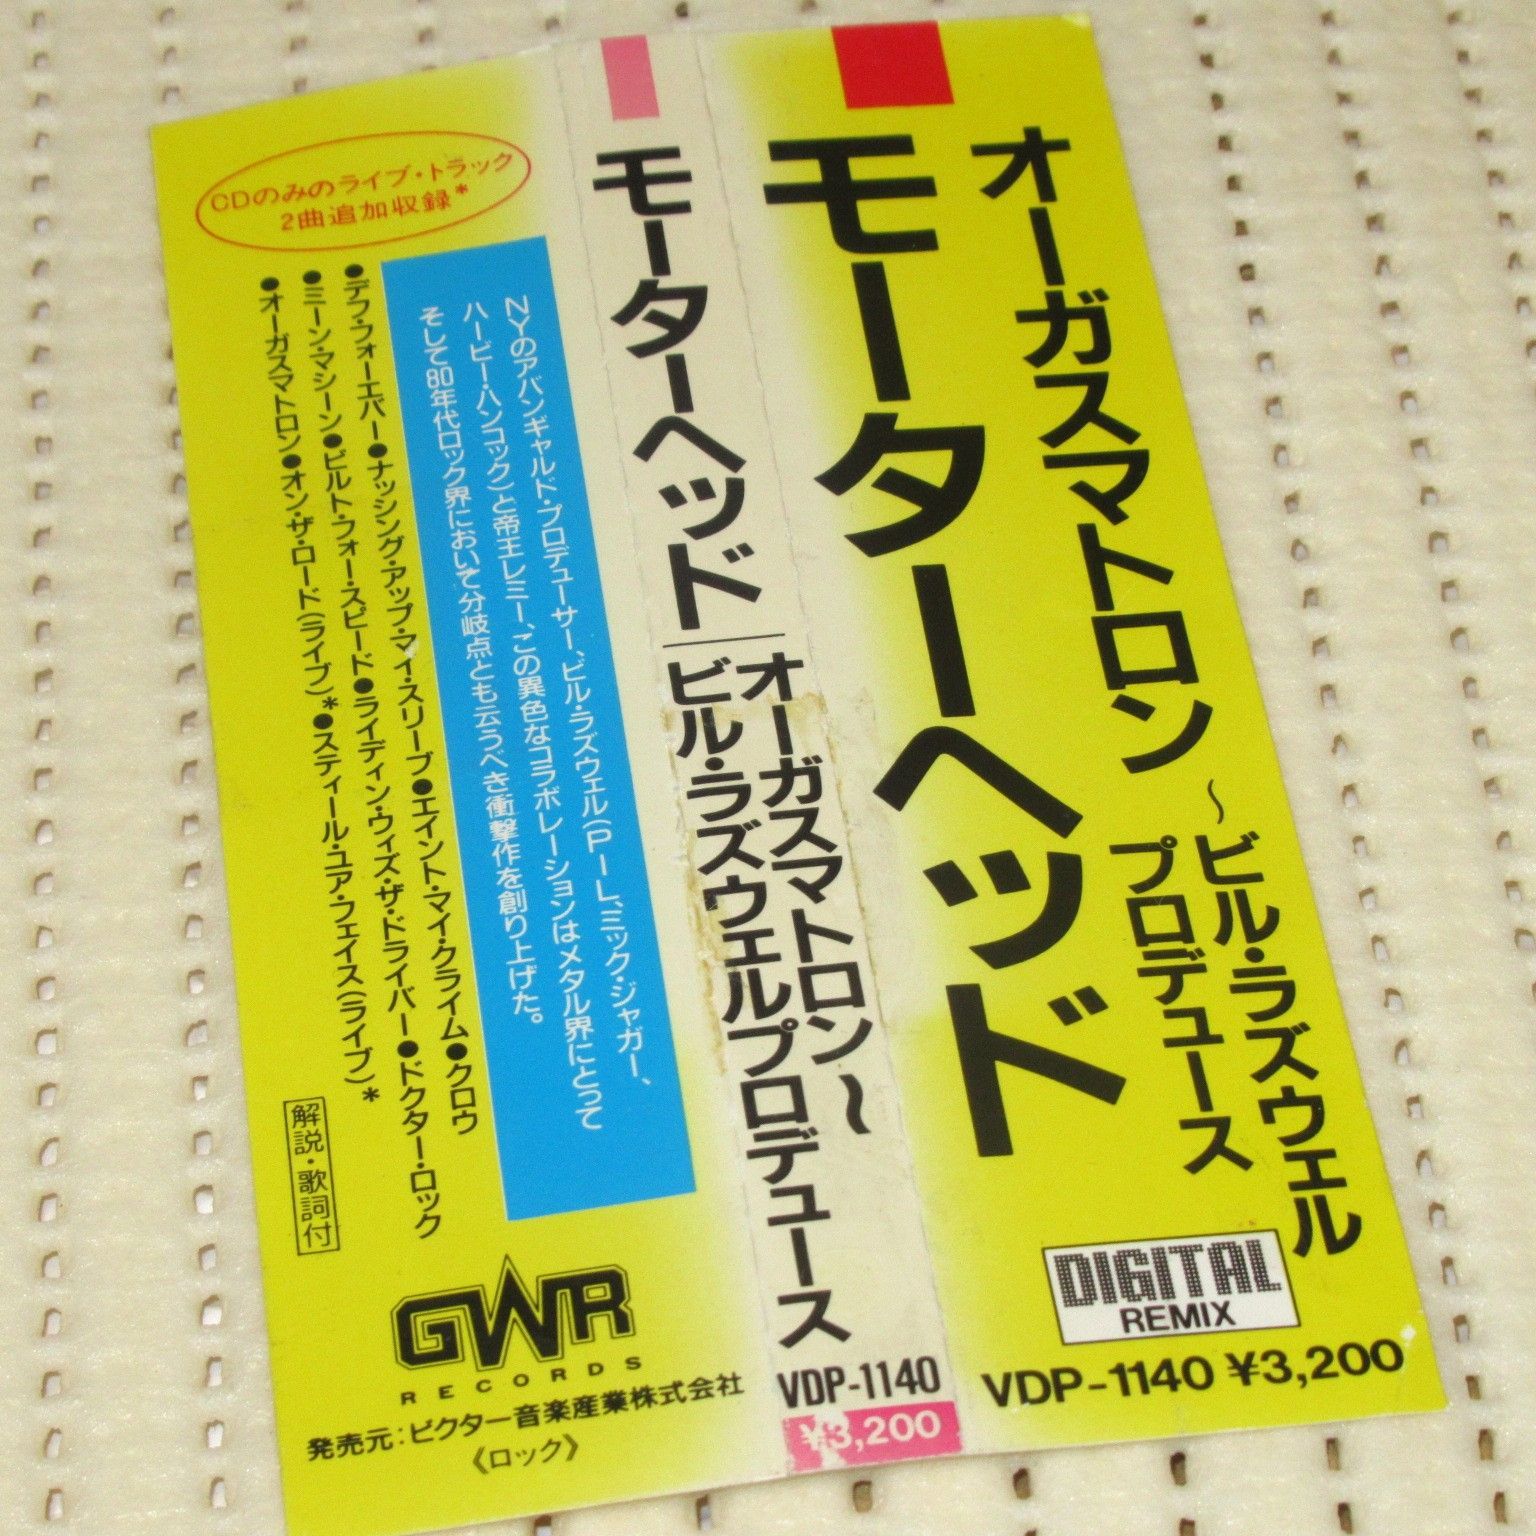 オーガスマトロン
〜ビル・ラズウェル
プロデュース
モーターヘッド
DIGITAL
REMIX
VDP-1140 ¥3,200
モーターヘッド
オーガスマトロン〜
ビル・ラズウェルプロデュース
VDP-1140
¥3,200
CDのみのライブ・トラック
2曲追加収録*
NYのアバンギャルド・プロデューサー、ビル・ラズウェル(PIL、ミック・ジャガー、
ハービー・ハンコック)と帝王レミー、この異色なコラボレーションはメタル界にとって
そして80年代ロック界において分岐点とも云うべき衝撃作を創り上げた。
●デフ・フォーエバー●ナッシング・アップ・マイ・スリーブ●エイント・マイ・クライム●クロウ
●ミーン・マシーン●ビルト・フォー・スピード●ライディン・ウィズ・ザ・ドライバー●ドクター・ロック
●オーガスマトロン●オン・ザ・ロード(ライブ)*●スティール・ユア・フェイス(ライブ)*
解説・歌詞付
GWR
RECORDS
発売元:ビクター音楽産業株式会社
《ロック》